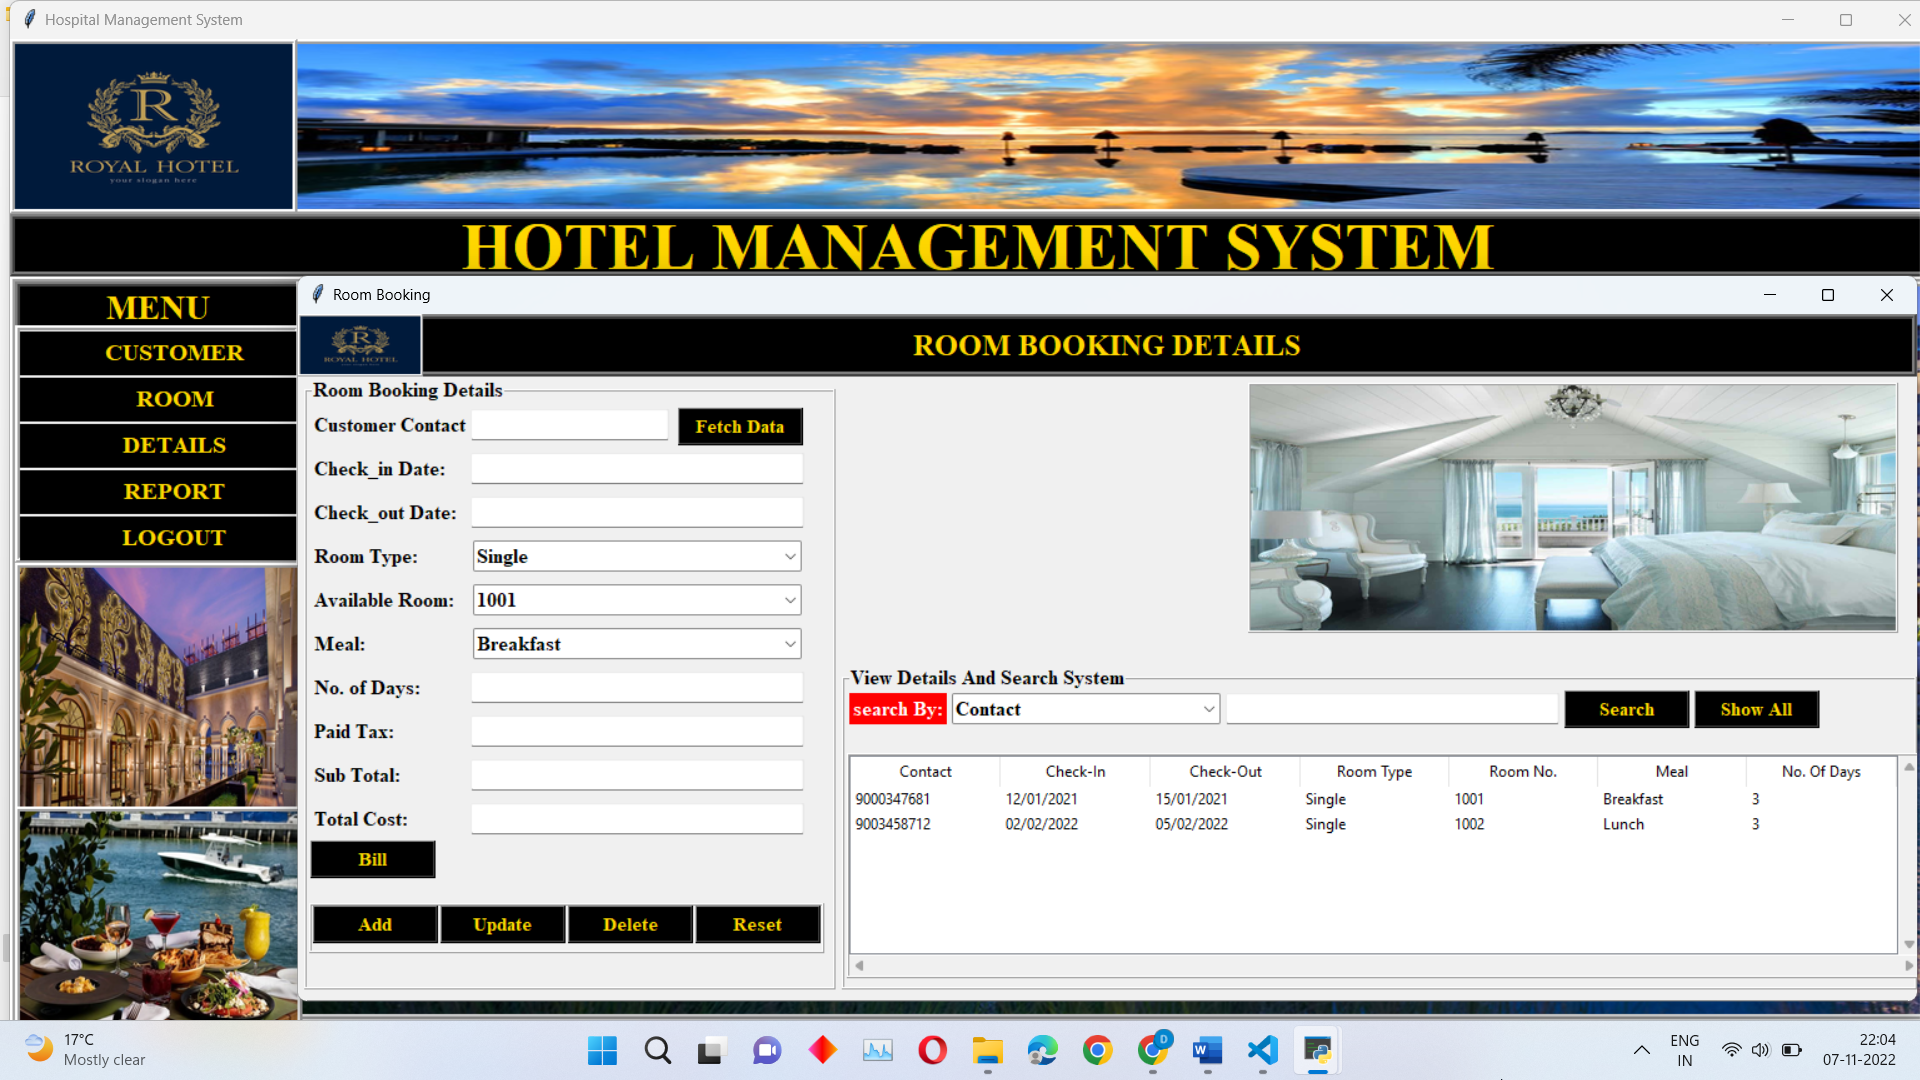 Hospital Management System
R
ROYAL HOTEL
your slogan here
HOTEL MANAGEMENT SYSTEM
MENU
CUSTOMER
ROOM
DETAILS
REPORT
LOGOUT
Room Booking
R
ROYAL HOTEL
ROOM BOOKING DETAILS
Room Booking Details
Customer Contact
Fetch Data
Check_in Date:
Check_out Date:
Room Type: Single
Available Room: 1001
Meal: Breakfast
No. of Days:
Paid Tax:
Sub Total:
Total Cost:
Bill
Add Update Delete Reset
View Details And Search System
search By: Contact Search Show All
Contact Check-In Check-Out Room Type Room No. Meal No. Of Days
9000347681 12/01/2021 15/01/2021 Single 1001 Breakfast 3
9003458712 02/02/2022 05/02/2022 Single 1002 Lunch 3
17°C
Mostly clear
D
W
ENG
IN
22:04
07-11-2022